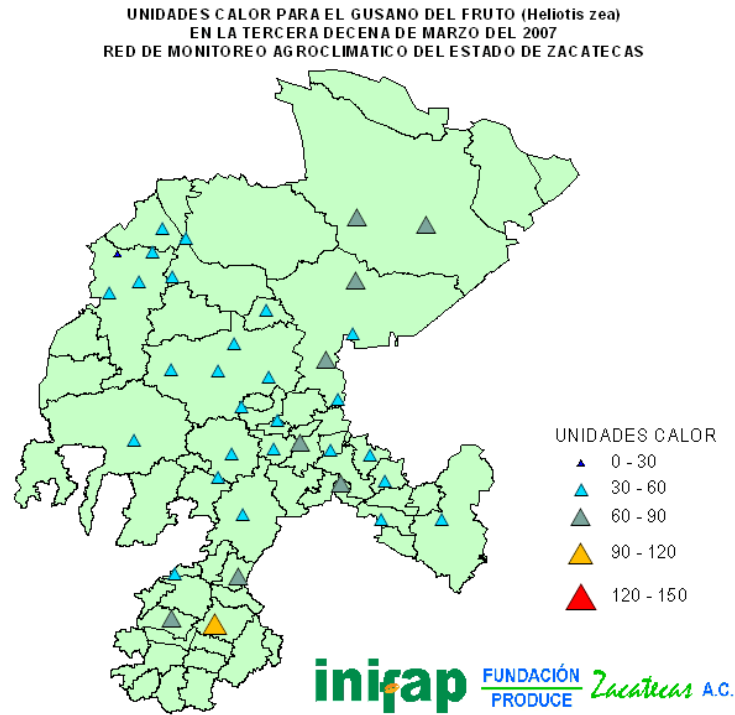 UNIDADES CALOR PARA EL GUSANO DEL FRUTO (Heliotis zea)
EN LA TERCERA DECENA DE MARZO DEL 2007
RED DE MONITOREO AGROCLIMATICO DEL ESTADO DE ZACATECAS
UNIDADES CALOR
0 - 30
30 - 60
60 - 90
90 - 120
120 - 150
inifap
FUNDACIÓN
PRODUCE
Zacatecas A.C.